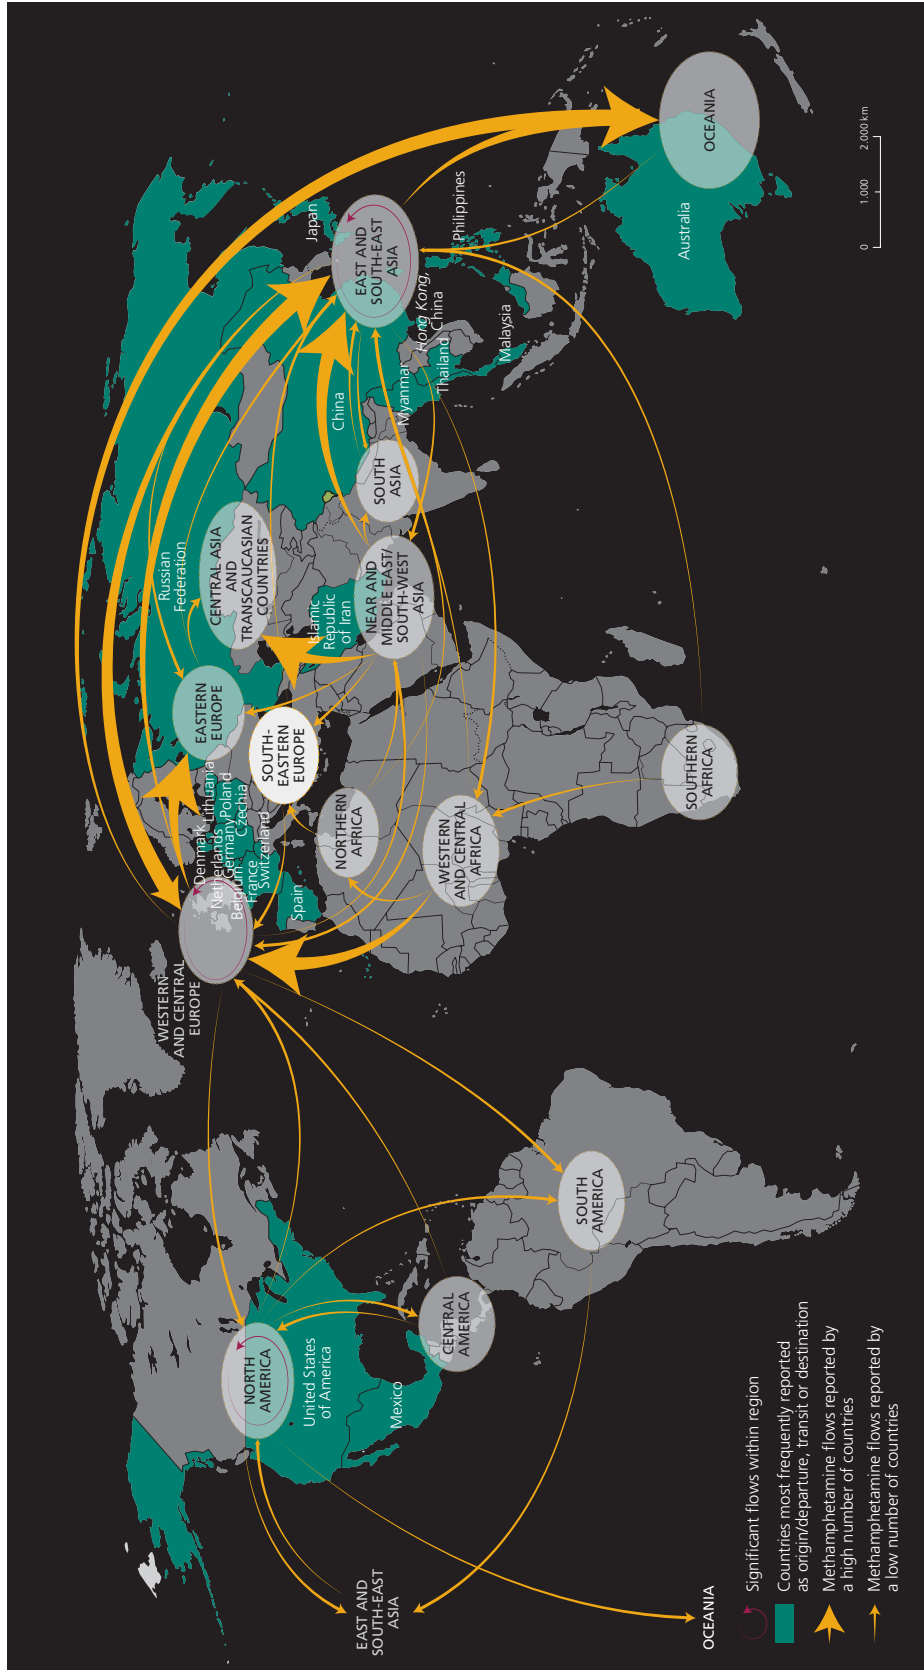 WESTERN
AND CENTRAL
EUROPE
Denmark
Netherlands
Belgium
Lithuania
Germany
Poland
France
Czechia
Switzerland
Spain
EASTERN
EUROPE
SOUTH-
EASTERN
EUROPE
Russian
Federation
CENTRAL ASIA
AND
TRANSCAUCASIAN
COUNTRIES
Islamic
Republic
of Iran
NEAR AND
MIDDLE EAST/
SOUTH-WEST
ASIA
SOUTH
ASIA
China
Japan
EAST AND
SOUTH-EAST
ASIA
Myanmar
Hong Kong,
China
Thailand
Philippines
Malaysia
OCEANIA
Australia
NORTHERN
AFRICA
WESTERN
AND CENTRAL
AFRICA
SOUTHERN
AFRICA
NORTH
AMERICA
United States
of America
Mexico
CENTRAL
AMERICA
SOUTH
AMERICA
EAST AND
SOUTH-EAST
ASIA
OCEANIA
Significant flows within region
Countries most frequently reported
as origin/departure, transit or destination
Methamphetamine flows reported by
a high number of countries
Methamphetamine flows reported by
a low number of countries
0 1.000 2.000 km